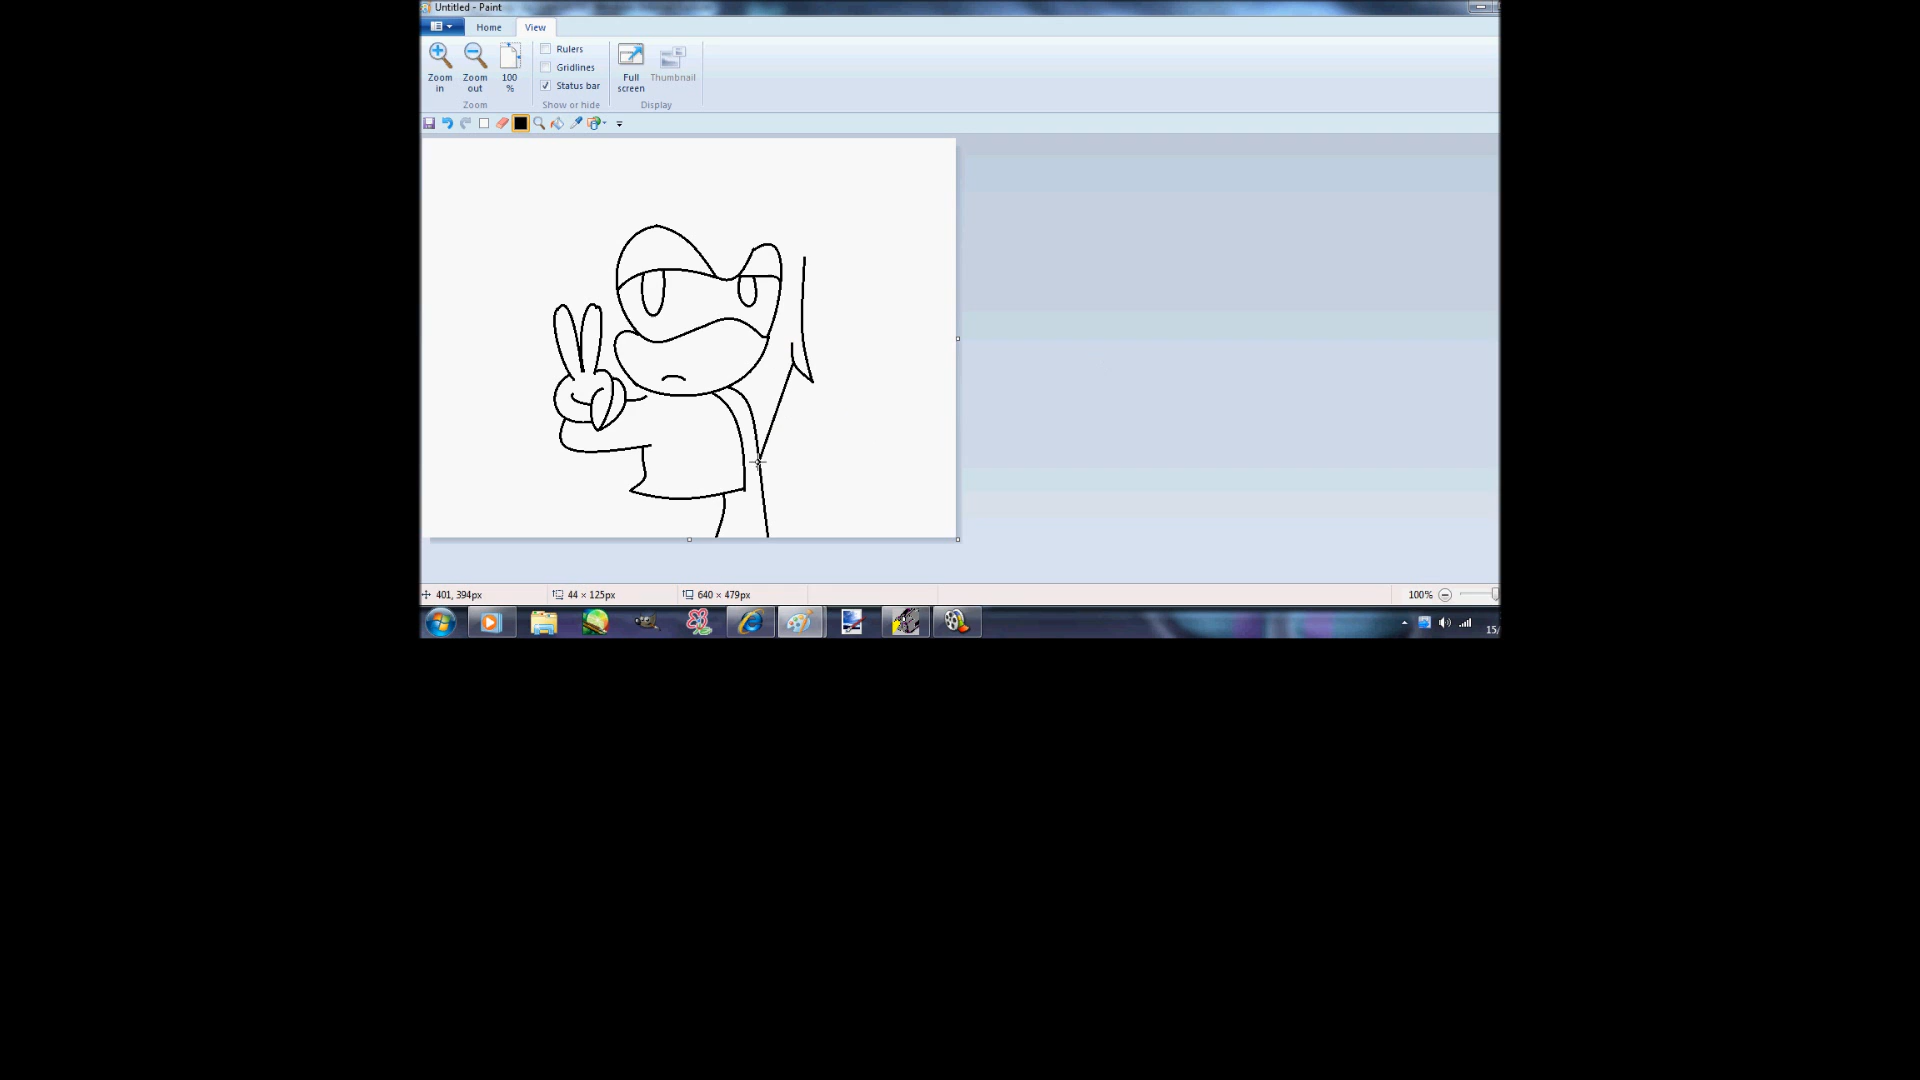 Untitled - Paint
Home View
Zoom in Zoom out 100 % Rulers Gridlines Status bar Full screen Thumbnail
Zoom Show or hide Display
401, 394px 44 × 125px 640 × 479px 100%
15/